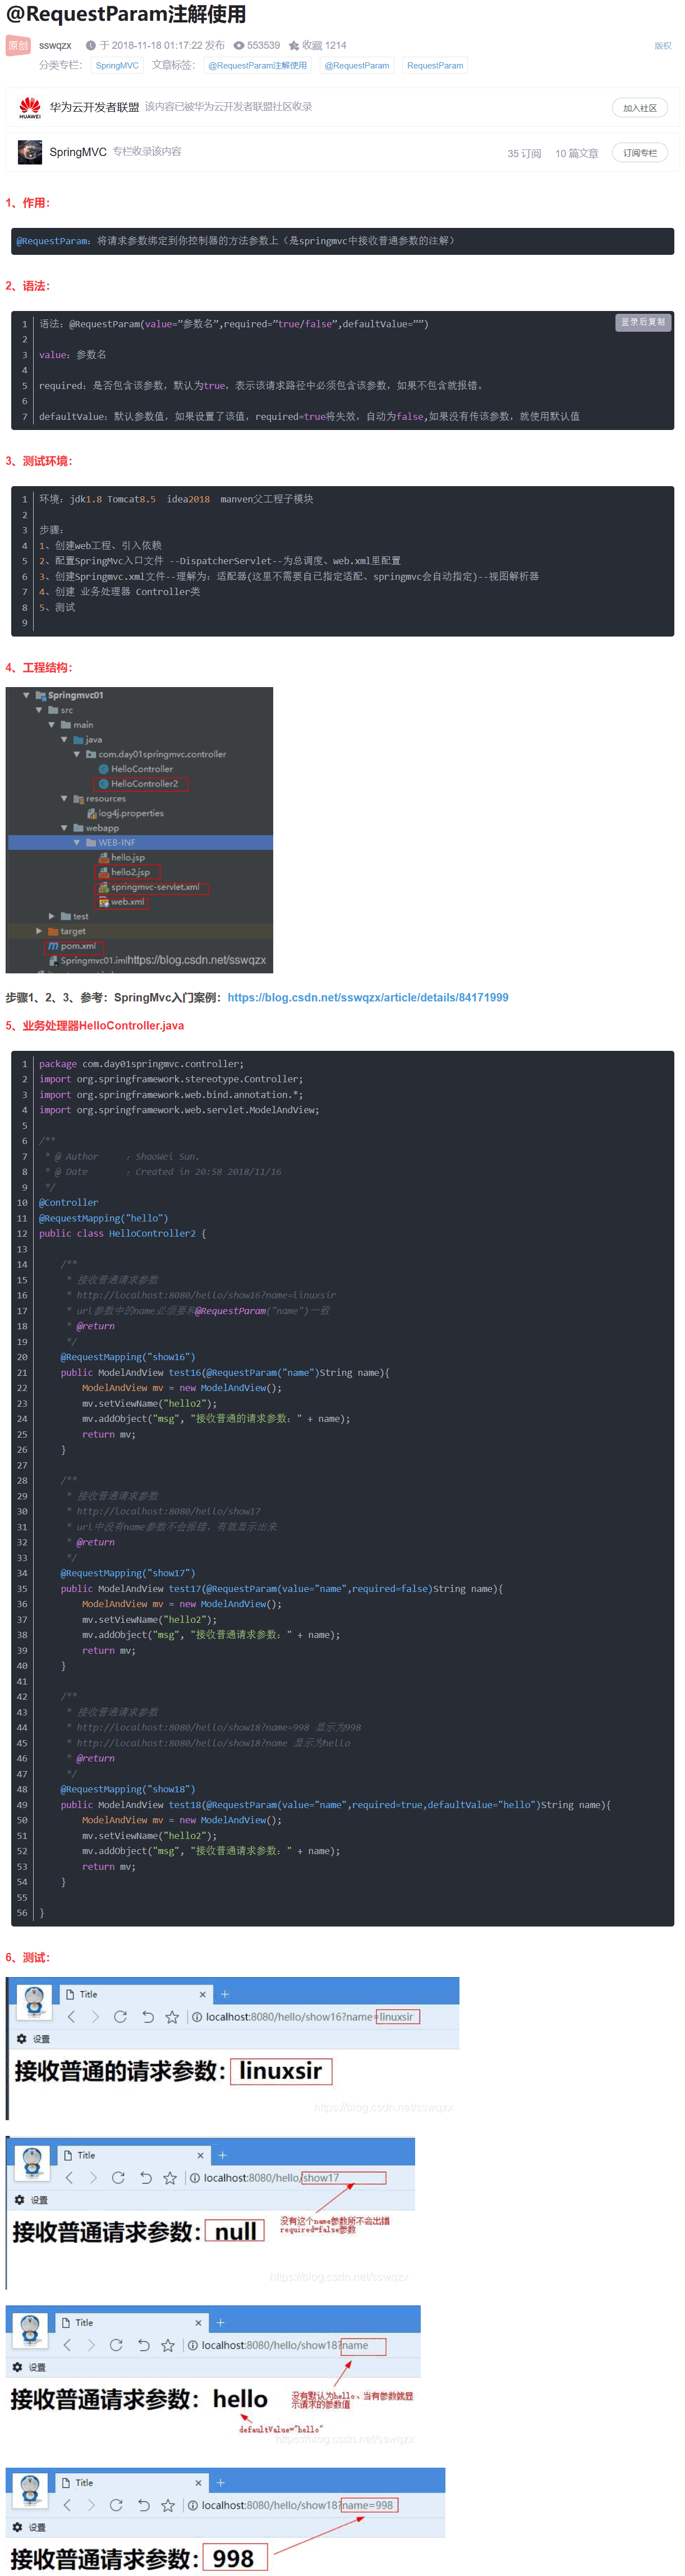 @RequestParam注解使用
原创 sswqzx 于 2018-11-18 01:17:22 发布 553539 收藏 1214 版权
分类专栏： SpringMVC 文章标签： @RequestParam注解使用 @RequestParam RequestParam
HUAWEI 华为云开发者联盟 该内容已被华为云开发者联盟社区收录 加入社区
SpringMVC 专栏收录该内容 35 订阅 10 篇文章 订阅专栏
1、作用：
@RequestParam：将请求参数绑定到你控制器的方法参数上（是springmvc中接收普通参数的注解）
2、语法：
登录后复制
1 语法：@RequestParam(value=”参数名”,required=”true/false”,defaultValue=””)
2
3 value：参数名
4
5 required：是否包含该参数，默认为true，表示该请求路径中必须包含该参数，如果不包含就报错。
6
7 defaultValue：默认参数值，如果设置了该值，required=true将失效，自动为false,如果没有传该参数，就使用默认值
3、测试环境：
1 环境：jdk1.8 Tomcat8.5  idea2018  manven父工程子模块
2
3 步骤：
4 1、创建web工程、引入依赖
5 2、配置SpringMvc入口文件 --DispatcherServlet--为总调度、web.xml里配置
6 3、创建Springmvc.xml文件--理解为：适配器(这里不需要自己指定适配、springmvc会自动指定)--视图解析器
7 4、创建 业务处理器 Controller类
8 5、测试
9
4、工程结构：
Springmvc01
src
main
java
com.day01springmvc.controller
HelloController
HelloController2
resources
log4j.properties
webapp
WEB-INF
hello.jsp
hello2.jsp
springmvc-servlet.xml
web.xml
test
target
pom.xml
Springmvc01.iml
https://blog.csdn.net/sswqzx
步骤1、2、3、参考：SpringMvc入门案例：https://blog.csdn.net/sswqzx/article/details/84171999
5、业务处理器HelloController.java
1 package com.day01springmvc.controller;
2 import org.springframework.stereotype.Controller;
3 import org.springframework.web.bind.annotation.*;
4 import org.springframework.web.servlet.ModelAndView;
5
6 /**
7  * @ Author     ：ShaoWei Sun.
8  * @ Date       ：Created in 20:58 2018/11/16
9  */
10 @Controller
11 @RequestMapping("hello")
12 public class HelloController2 {
13
14     /**
15      * 接收普通请求参数
16      * http://localhost:8080/hello/show16?name=linuxsir
17      * url参数中的name必须要和@RequestParam("name")一致
18      * @return
19      */
20     @RequestMapping("show16")
21     public ModelAndView test16(@RequestParam("name")String name){
22         ModelAndView mv = new ModelAndView();
23         mv.setViewName("hello2");
24         mv.addObject("msg", "接收普通的请求参数：" + name);
25         return mv;
26     }
27
28     /**
29      * 接收普通请求参数
30      * http://localhost:8080/hello/show17
31      * url中没有name参数不会报错、有就显示出来
32      * @return
33      */
34     @RequestMapping("show17")
35     public ModelAndView test17(@RequestParam(value="name",required=false)String name){
36         ModelAndView mv = new ModelAndView();
37         mv.setViewName("hello2");
38         mv.addObject("msg", "接收普通请求参数：" + name);
39         return mv;
40     }
41
42     /**
43      * 接收普通请求参数
44      * http://localhost:8080/hello/show18?name=998 显示为998
45      * http://localhost:8080/hello/show18?name 显示为hello
46      * @return
47      */
48     @RequestMapping("show18")
49     public ModelAndView test18(@RequestParam(value="name",required=true,defaultValue="hello")String name){
50         ModelAndView mv = new ModelAndView();
51         mv.setViewName("hello2");
52         mv.addObject("msg", "接收普通请求参数：" + name);
53         return mv;
54     }
55
56 }
6、测试：
Title
localhost:8080/hello/show16?name=linuxsir
设置
接收普通的请求参数：linuxsir
https://blog.csdn.net/sswqzx
Title
localhost:8080/hello/show17
设置
接收普通请求参数：null
没有这个name参数所不会出错
required=false参数
https://blog.csdn.net/sswqzx
Title
localhost:8080/hello/show18?name
设置
接收普通请求参数：hello
没有默认为hello、当有参数就显
示请求的参数值
defaultValue="hello"
https://blog.csdn.net/sswqzx
Title
localhost:8080/hello/show18?name=998
设置
接收普通请求参数：998